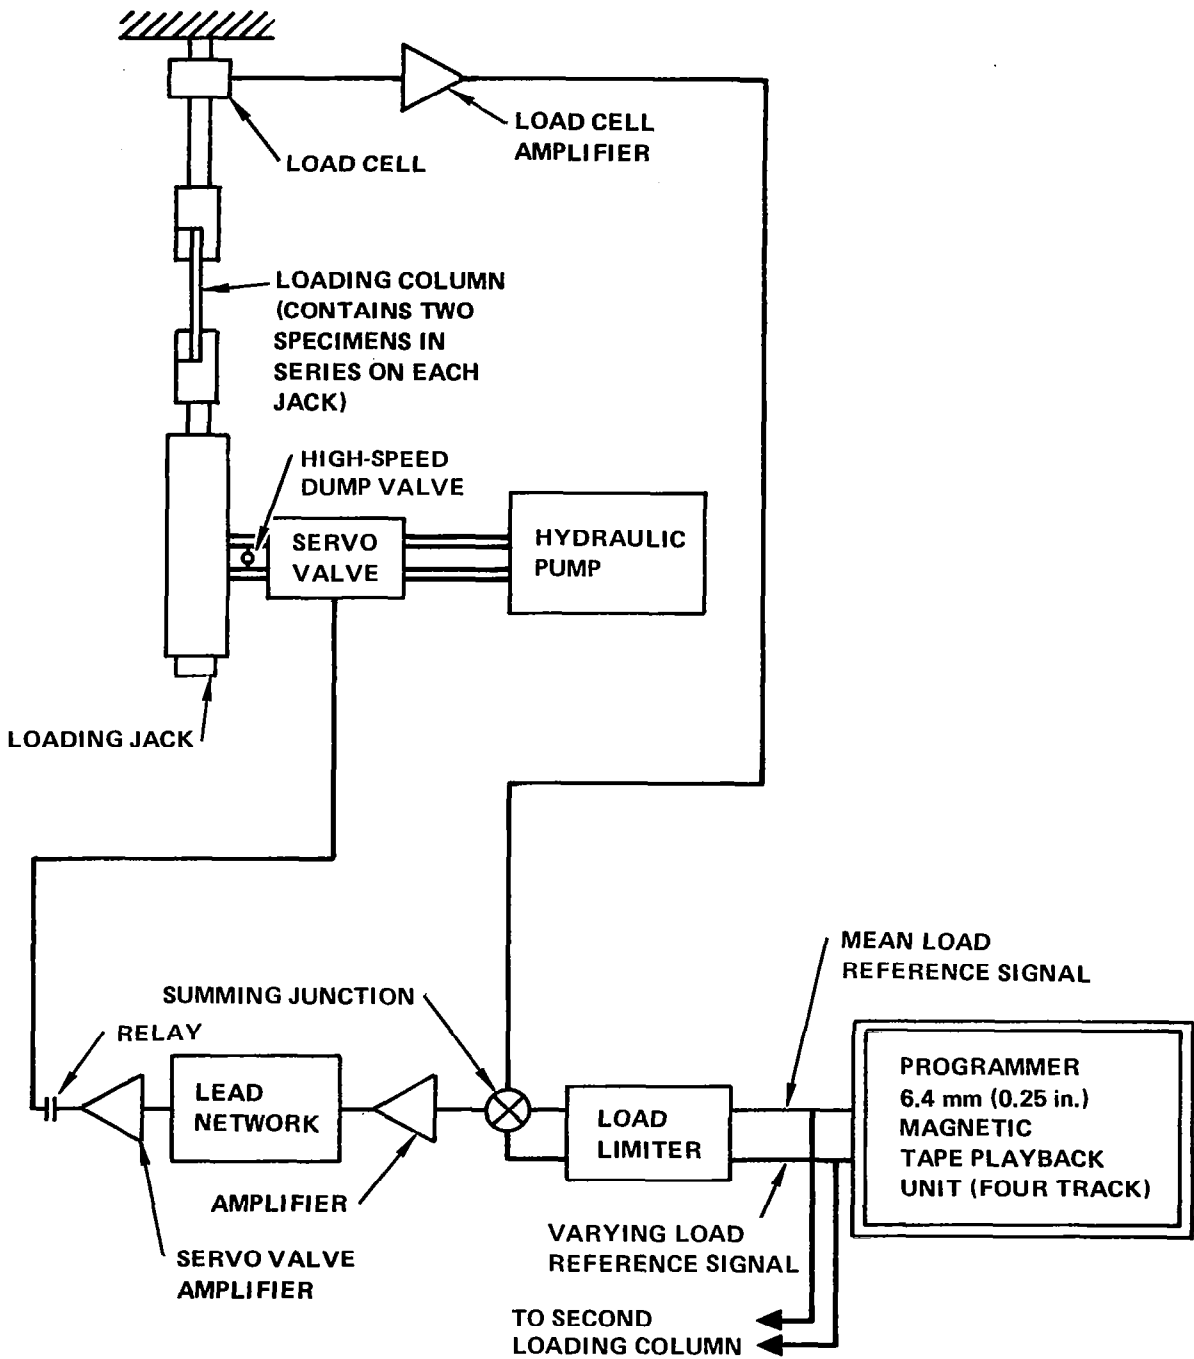 LOAD CELL
AMPLIFIER
LOAD CELL
LOADING COLUMN
(CONTAINS TWO
SPECIMENS IN
SERIES ON EACH
JACK)
HIGH-SPEED
DUMP VALVE
SERVO
VALVE
HYDRAULIC
PUMP
LOADING JACK
MEAN LOAD
REFERENCE SIGNAL
SUMMING JUNCTION
RELAY
LEAD
NETWORK
LOAD
LIMITER
PROGRAMMER
6.4 mm (0.25 in.)
MAGNETIC
TAPE PLAYBACK
UNIT (FOUR TRACK)
AMPLIFIER
SERVO VALVE
AMPLIFIER
VARYING LOAD
REFERENCE SIGNAL
TO SECOND
LOADING COLUMN